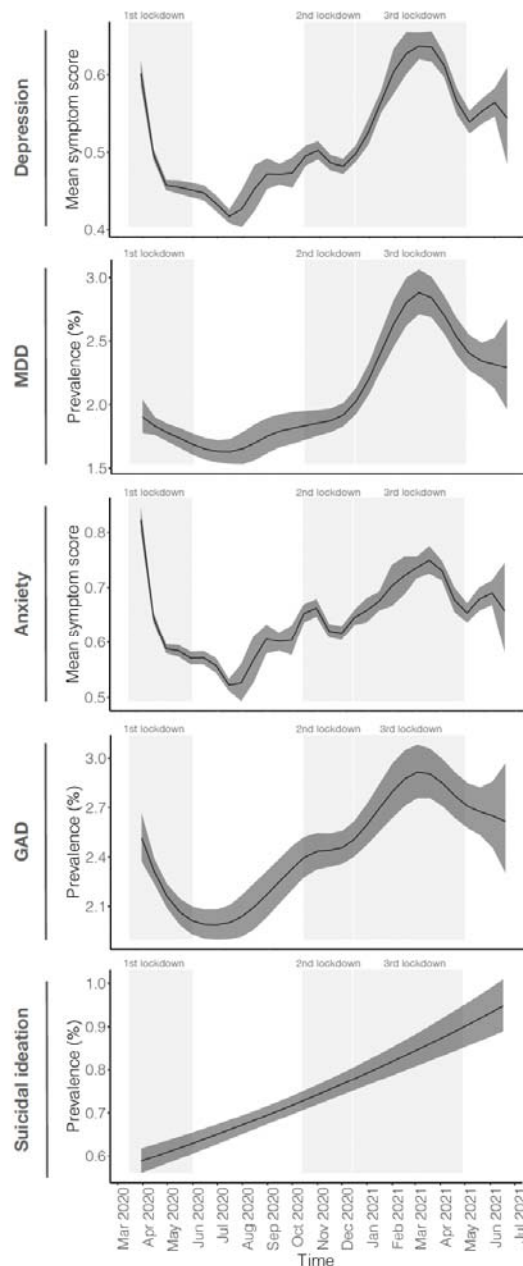 1st lockdown 2nd lockdown 3rd lockdown
Depression
Mean symptom score
0.6
0.5
0.4
1st lockdown 2nd lockdown 3rd lockdown
MDD
Prevalence (%)
3.0
2.5
2.0
1.5
1st lockdown 2nd lockdown 3rd lockdown
Anxiety
Mean symptom score
0.8
0.7
0.6
0.5
1st lockdown 2nd lockdown 3rd lockdown
GAD
Prevalence (%)
3.0
2.7
2.4
2.1
1st lockdown 2nd lockdown 3rd lockdown
Suicidal ideation
Prevalence (%)
1.0
0.9
0.8
0.7
0.6
Mar 2020
Apr 2020
May 2020
Jun 2020
Jul 2020
Aug 2020
Sep 2020
Oct 2020
Nov 2020
Dec 2020
Jan 2021
Feb 2021
Mar 2021
Apr 2021
May 2021
Jun 2021
Jul 2021
Time